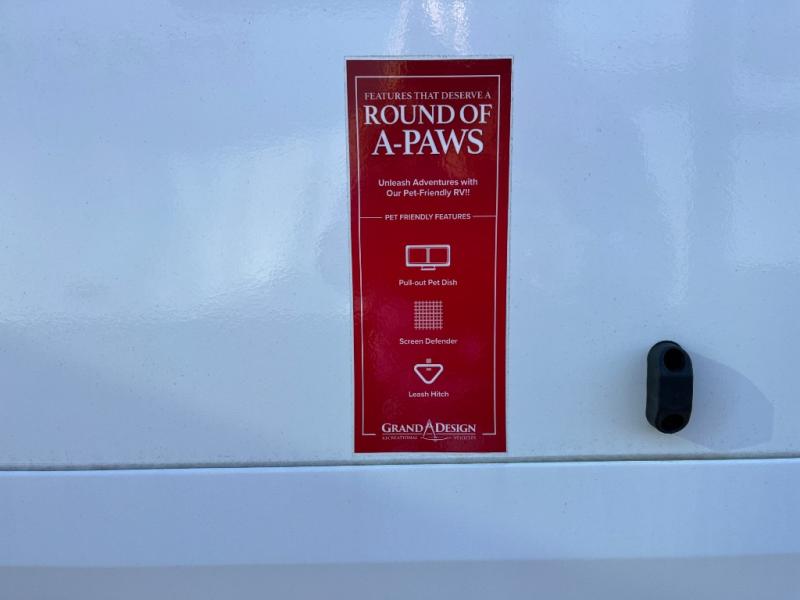 FEATURES THAT DESERVE A
ROUND OF
A-PAWS
Unleash Adventures with
Our Pet-Friendly RV!!
PET FRIENDLY FEATURES
Pull-out Pet Dish
Screen Defender
Leash Hitch
GRAND DESIGN
RECREATIONAL VEHICLES